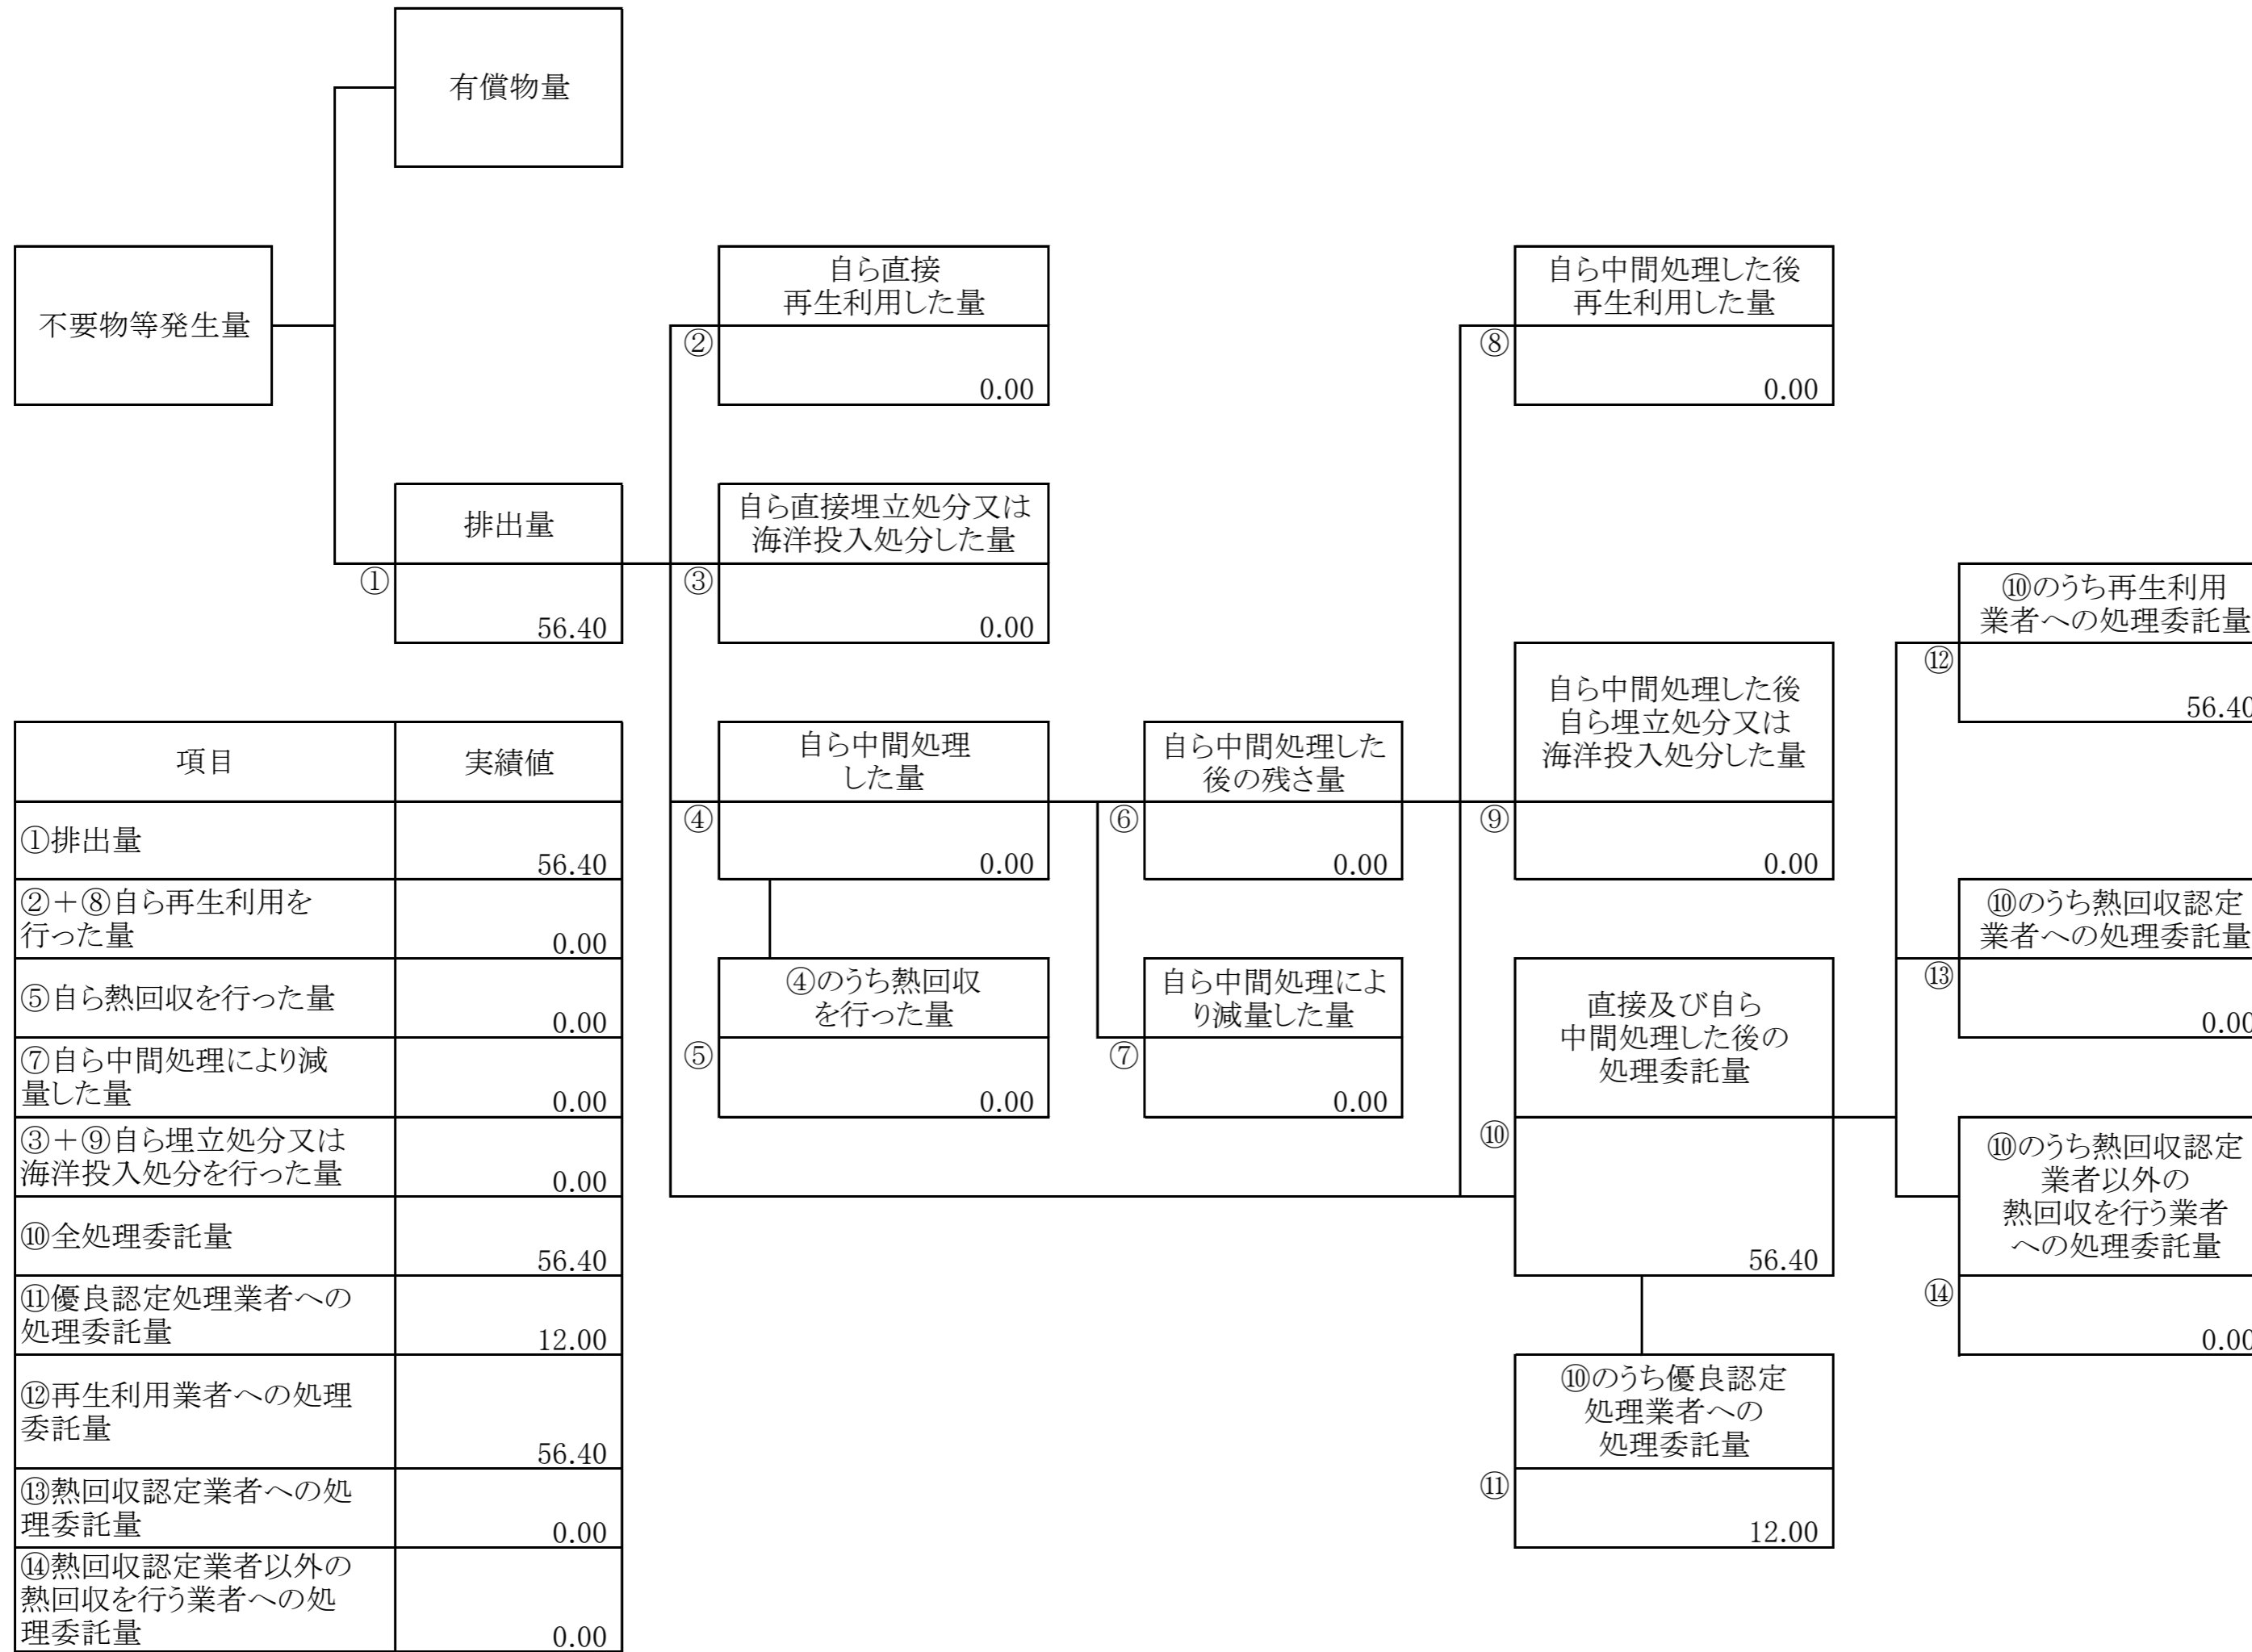 有償物量
不要物等発生量
自ら直接
再生利用した量
②
0.00
自ら中間処理した後
再生利用した量
⑧
0.00
排出量
①
56.40
自ら直接埋立処分又は
海洋投入処分した量
③
0.00
⑩のうち再生利用
業者への処理委託量
⑫
56.40
自ら中間処理
した量
④
0.00
自ら中間処理した
後の残さ量
⑥
0.00
自ら中間処理した後
自ら埋立処分又は
海洋投入処分した量
⑨
0.00
⑩のうち熱回収認定
業者への処理委託量
⑬
0.00
④のうち熱回収
を行った量
⑤
0.00
自ら中間処理によ
り減量した量
⑦
0.00
直接及び自ら
中間処理した後の
処理委託量
⑩
56.40
⑩のうち熱回収認定
業者以外の
熱回収を行う業者
への処理委託量
⑭
0.00
⑩のうち優良認定
処理業者への
処理委託量
⑪
12.00
項目 実績値
①排出量
56.40
②＋⑧自ら再生利用を
行った量
0.00
⑤自ら熱回収を行った量
0.00
⑦自ら中間処理により減
量した量
0.00
③＋⑨自ら埋立処分又は
海洋投入処分を行った量
0.00
⑩全処理委託量
56.40
⑪優良認定処理業者への
処理委託量
12.00
⑫再生利用業者への処理
委託量
56.40
⑬熱回収認定業者への処
理委託量
0.00
⑭熱回収認定業者以外の
熱回収を行う業者への処
理委託量
0.00